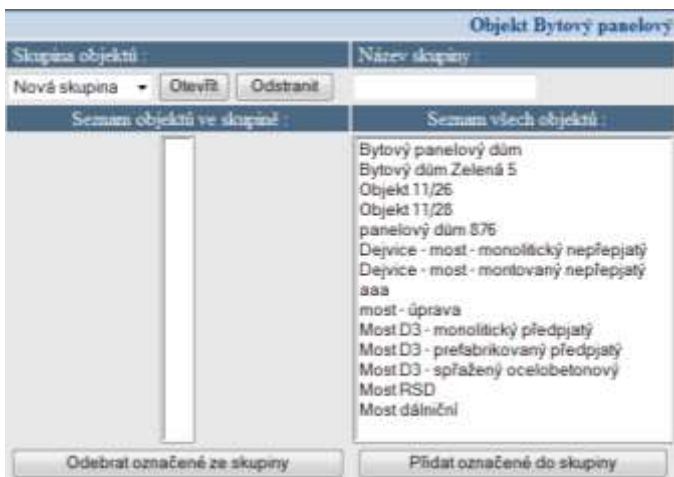 Objekt Bytový panelový
Skupina objektů :
Název skupiny :
Nová skupina
Otevřít
Odstranit
Seznam objektů ve skupině :
Seznam všech objektů :
Bytový panelový dům
Bytový dům Zelená 5
Objekt 11/26
Objekt 11/28
panelový dům 876
Dejvice - most - monolitický nepřepjatý
Dejvice - most - montovaný nepřepjatý
aaa
most - úprava
Most D3 - monolitický předpjatý
Most D3 - prefabrikovaný předpjatý
Most D3 - spřažený ocelobetonový
Most RSD
Most dálniční
Odebrat označené ze skupiny
Přidat označené do skupiny